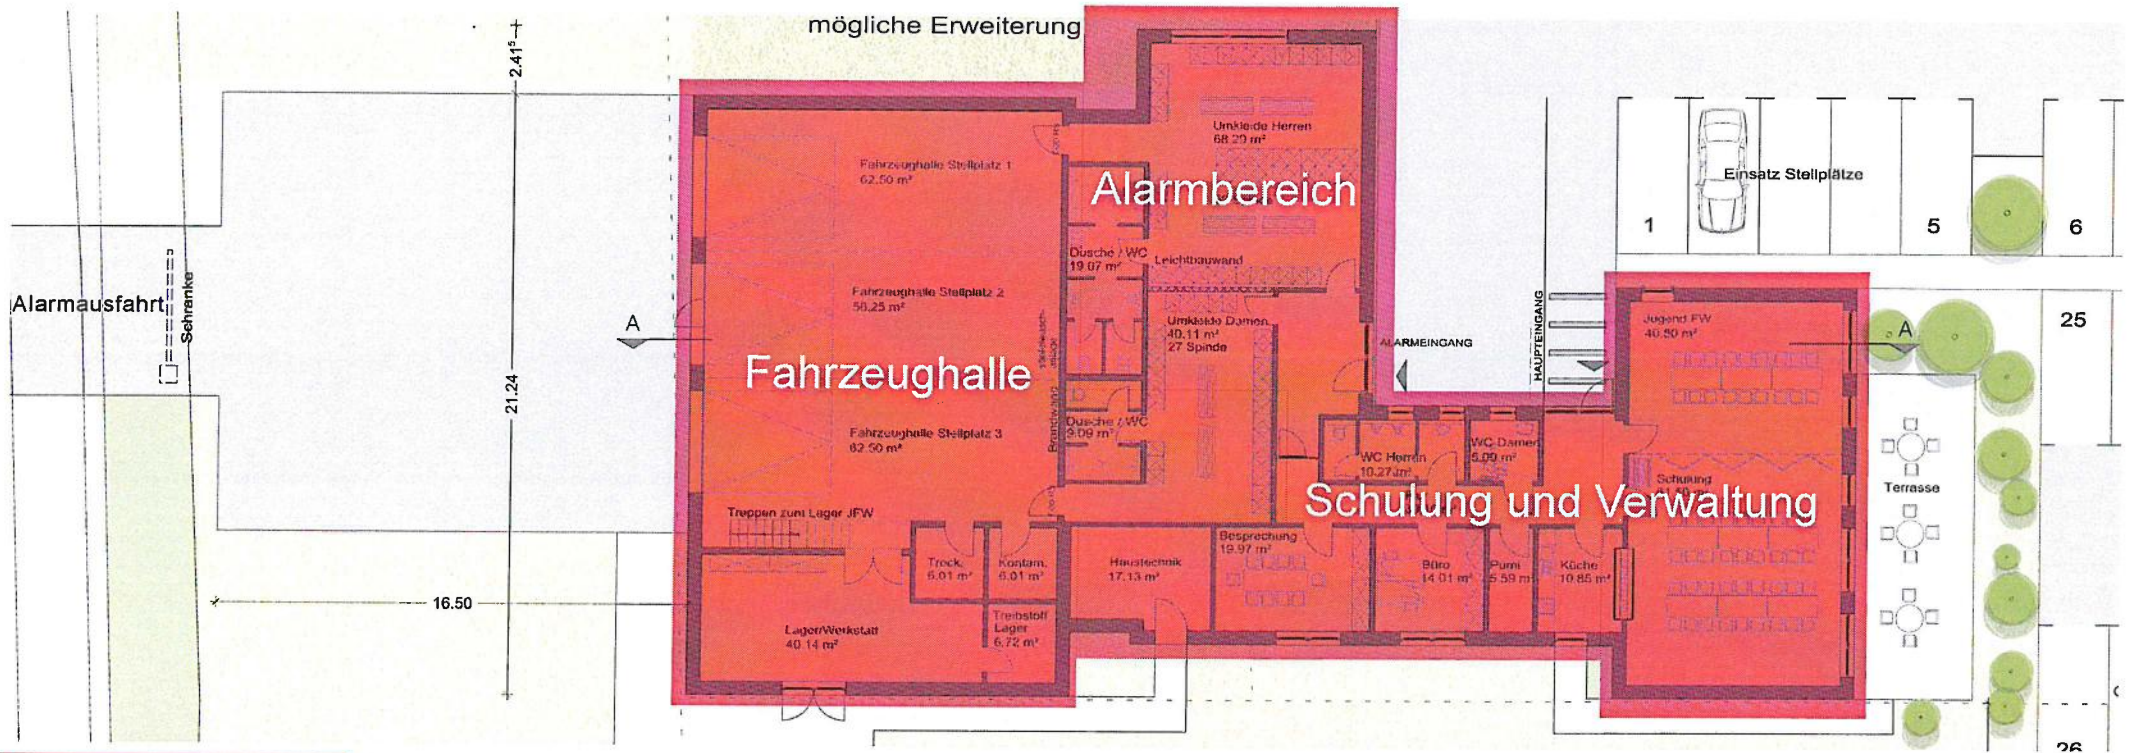 mögliche Erweiterung
2.41⁵
21.24
16.50
Alarmausfahrt
Schranke
A
Fahrzeughalle Stellplatz 1
62.50 m²
Fahrzeughalle Stellplatz 2
56.25 m²
Fahrzeughalle
Fahrzeughalle Stellplatz 3
62.50 m²
Treppen zum Lager JFW
Lager/Werkstatt
40.14 m²
Trock.
6.01 m²
Kontam.
6.01 m²
Treibstoff
Lager
6.72 m²
Brandwand
Umkleide Herren
68.20 m²
Alarmbereich
Dusche / WC
19.07 m²
Leichtbauwand
Umkleide Damen
40.11 m²
27 Spinde
Dusche / WC
9.09 m²
Haustechnik
17.13 m²
ALARMEINGANG
HAUPTEINGANG
WC Herren
10.27 m²
WC Damen
5.09 m²
Schulung und Verwaltung
Besprechung
19.97 m²
Büro
14.01 m²
Pumi
5.59 m²
Küche
10.85 m²
Jugend FW
40.50 m²
Schulung
A
Terrasse
Einsatz Stellplätze
1
5
6
25
26